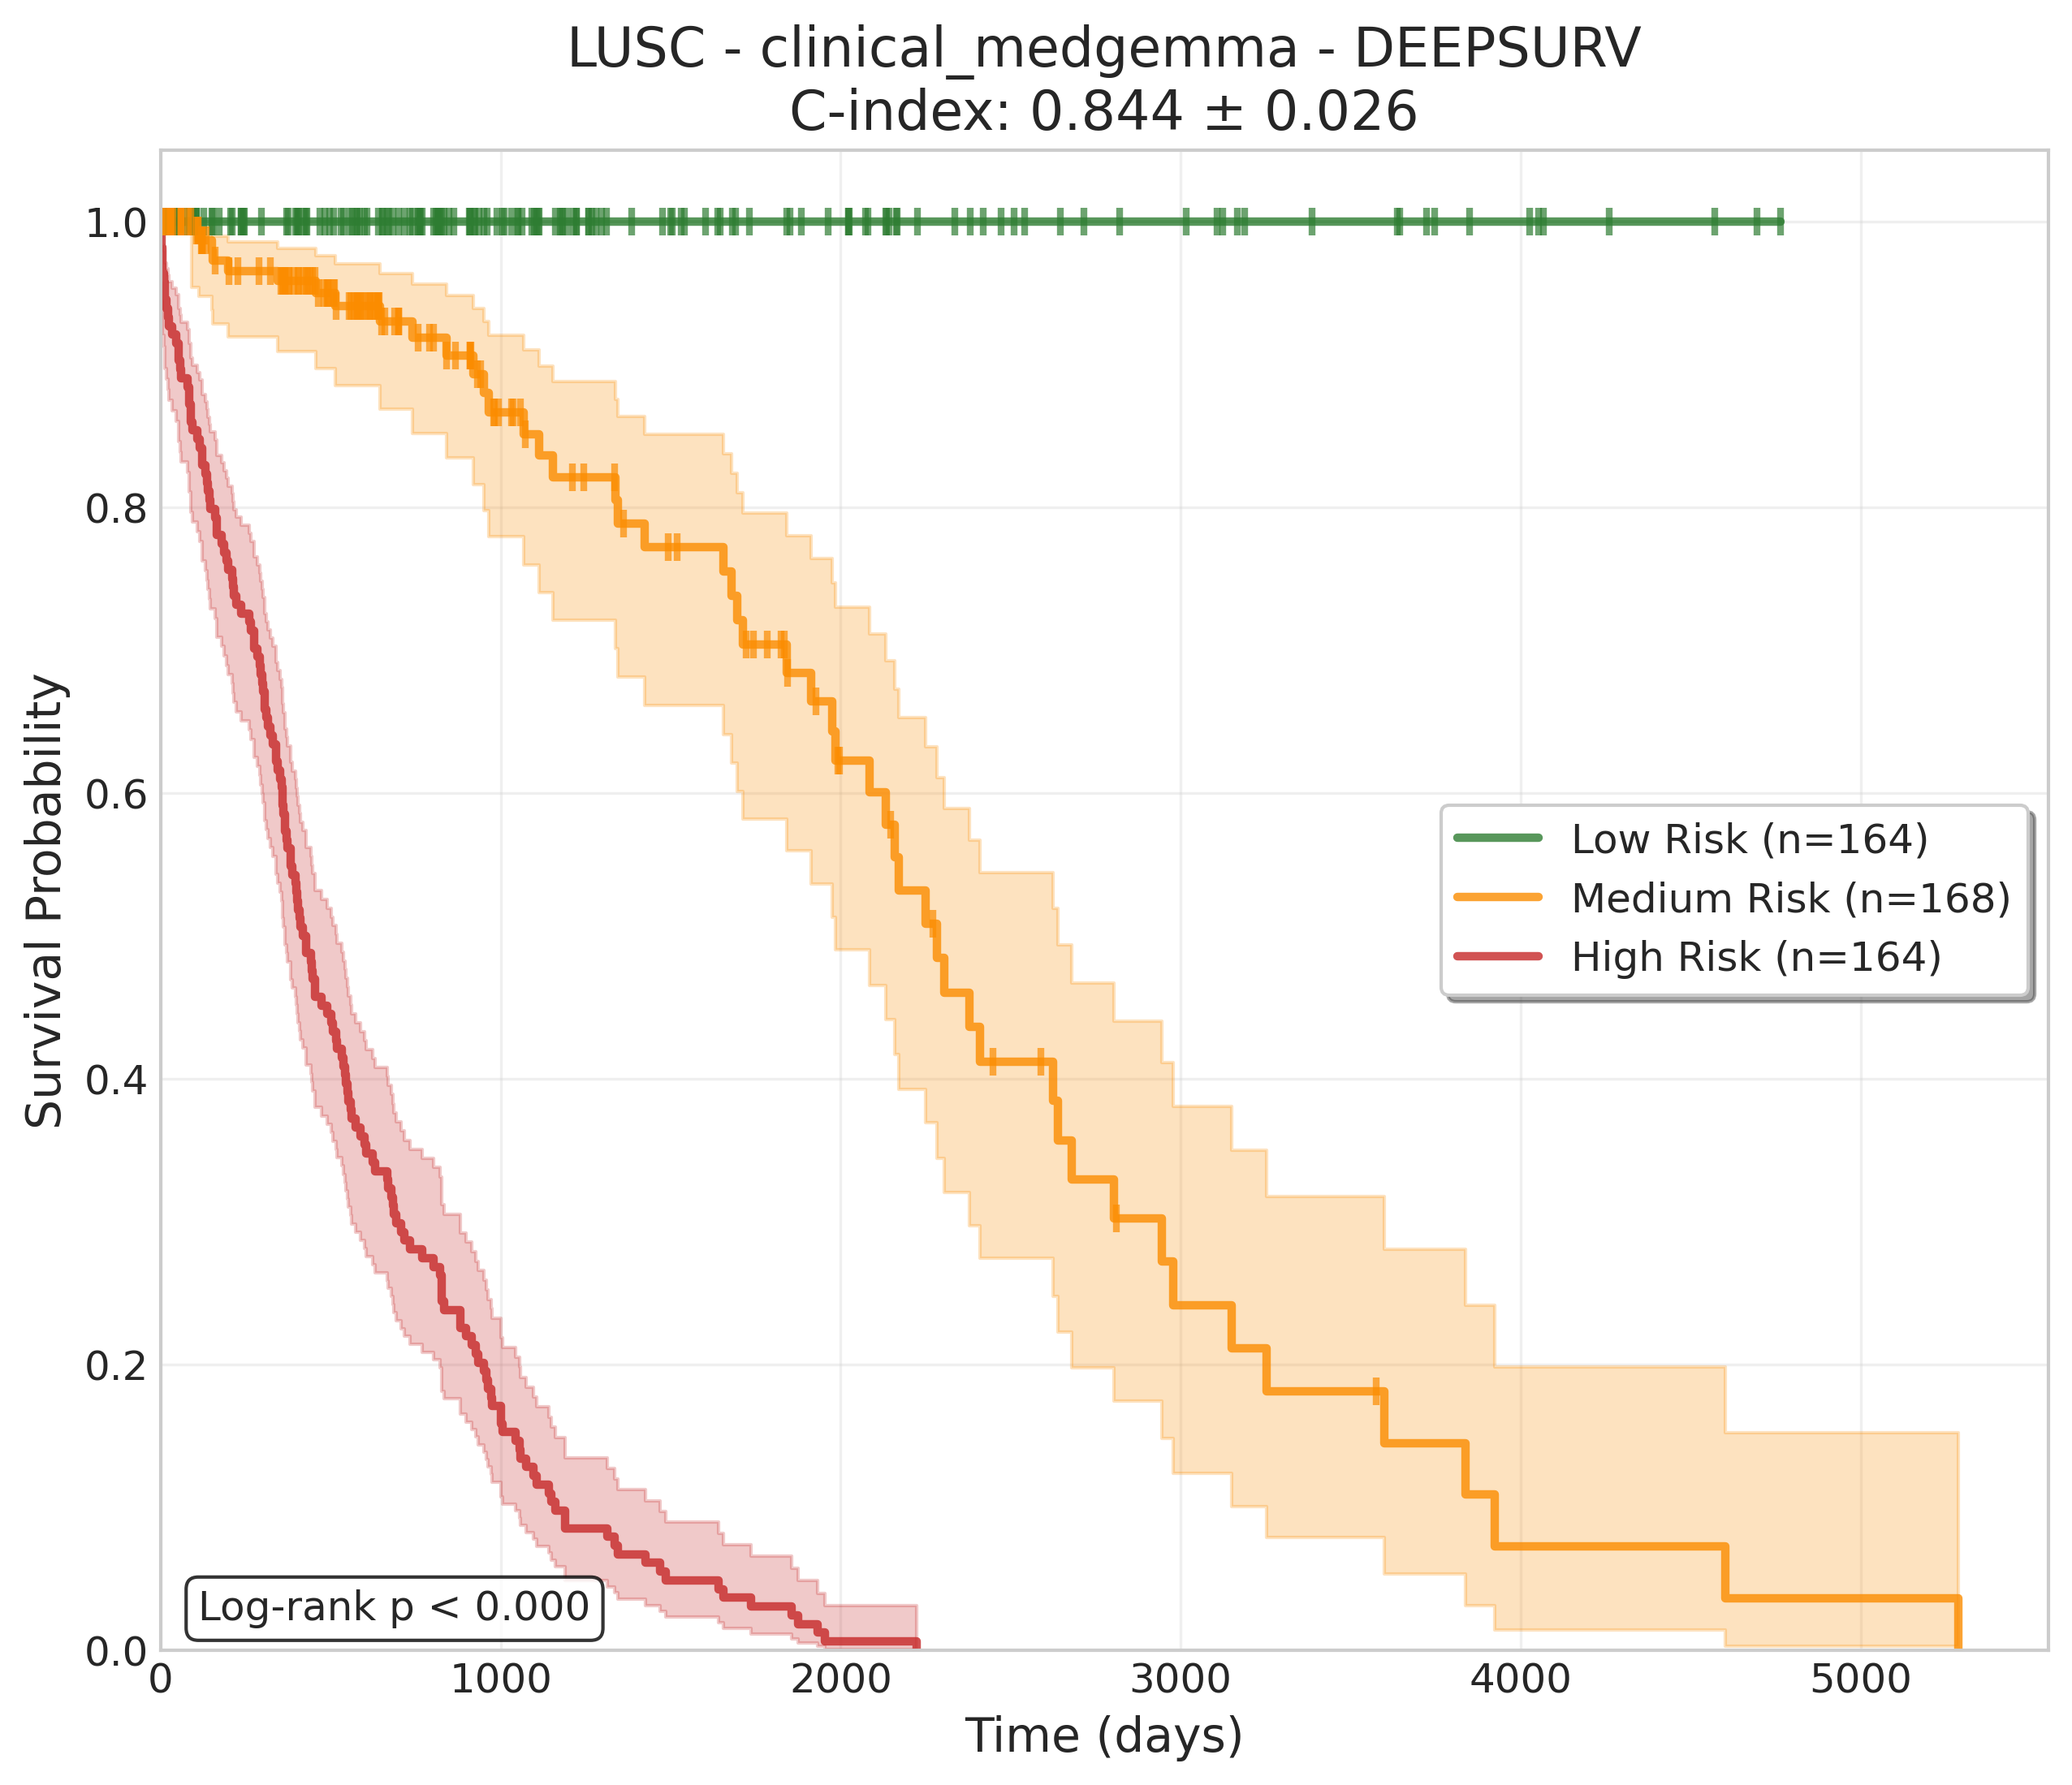 LUSC - clinical_medgemma - DEEPSURV
C-index: 0.844 ± 0.026
Survival Probability
1.0
0.8
0.6
0.4
0.2
0.0
Low Risk (n=164)
Medium Risk (n=168)
High Risk (n=164)
Log-rank p < 0.000
0 1000 2000 3000 4000 5000
Time (days)